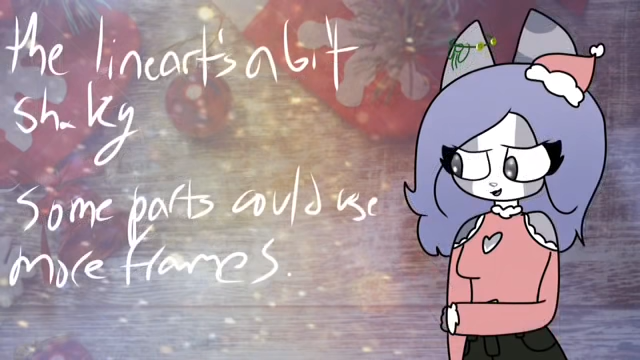 the lineart's a bit
shaky
Some parts could use
more frames.